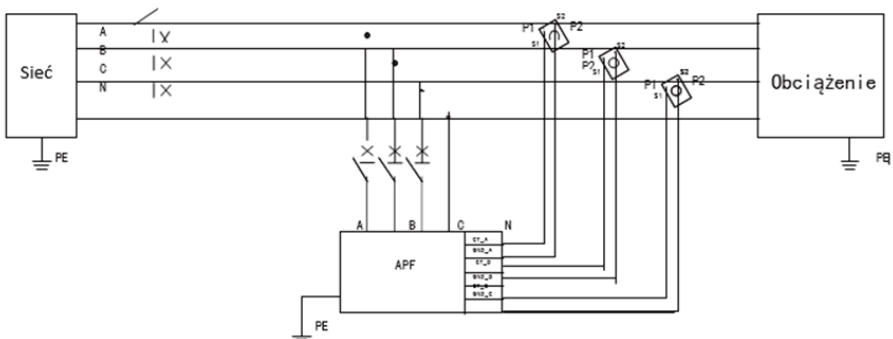 Sieć
A
B
C
N
PE
P1 S2 P2
S1
P1 S2
P2 S1
P1 S2 P2
S1
Obciążenie
PE
A B C N
APF
CT_A
GND_A
CT_B
GND_B
GND_C
PE